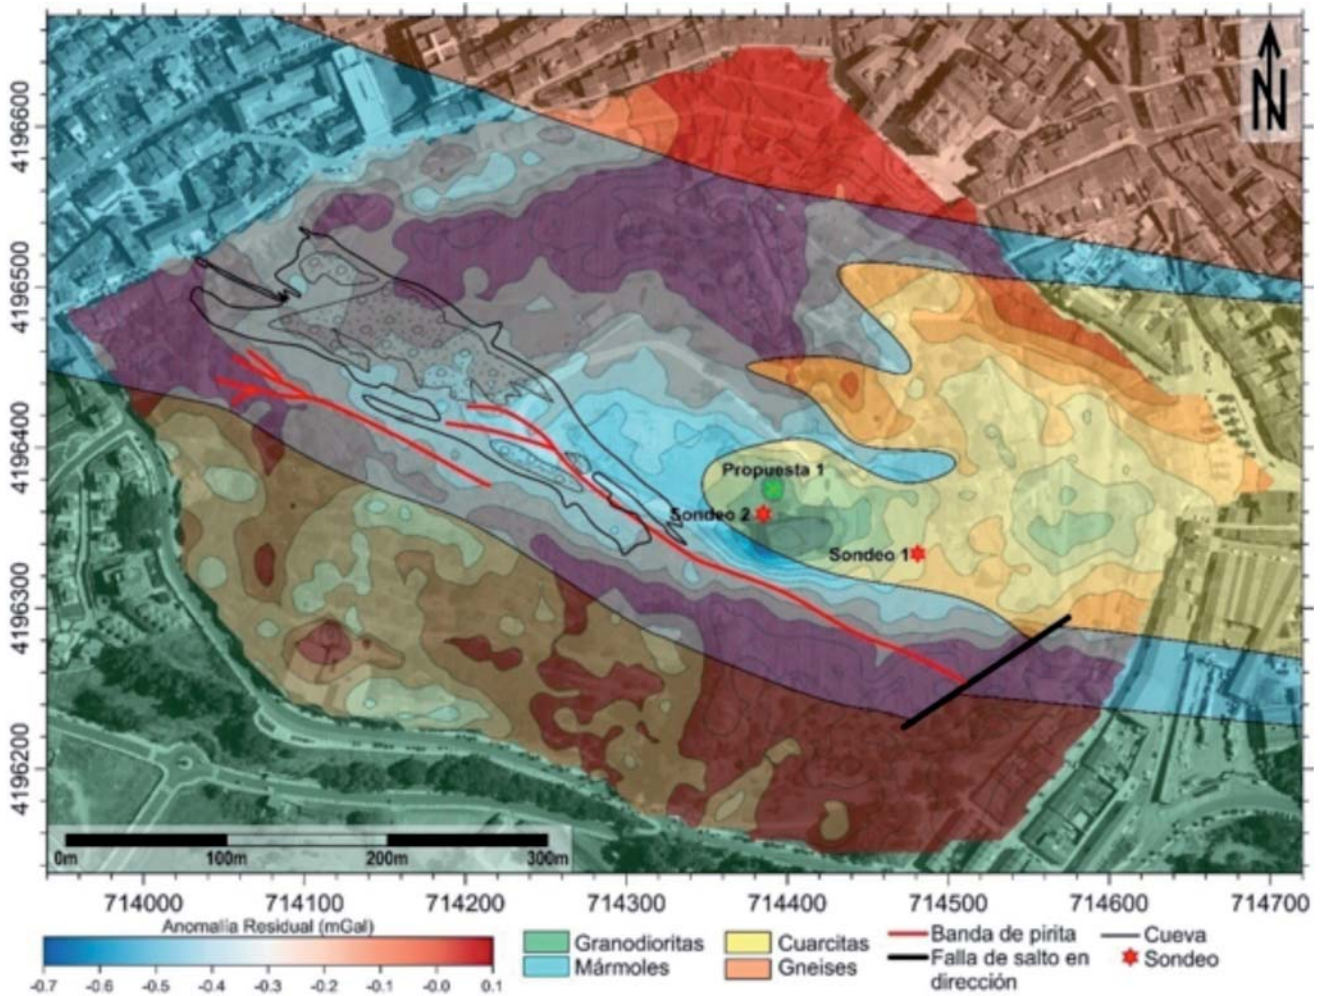 N
4196600
4196500
4196400
4196300
4196200
Propuesta 1
Sondeo 2
Sondeo 1
0m 100m 200m 300m
714000 714100 714200 714300 714400 714500 714600 714700
Anomalía Residual (mGal)
-0.7 -0.6 -0.5 -0.4 -0.3 -0.2 -0.1 -0.0 0.1
Granodioritas
Mármoles
Cuarcitas
Gneises
Banda de pirita
Falla de salto en
dirección
Cueva
Sondeo